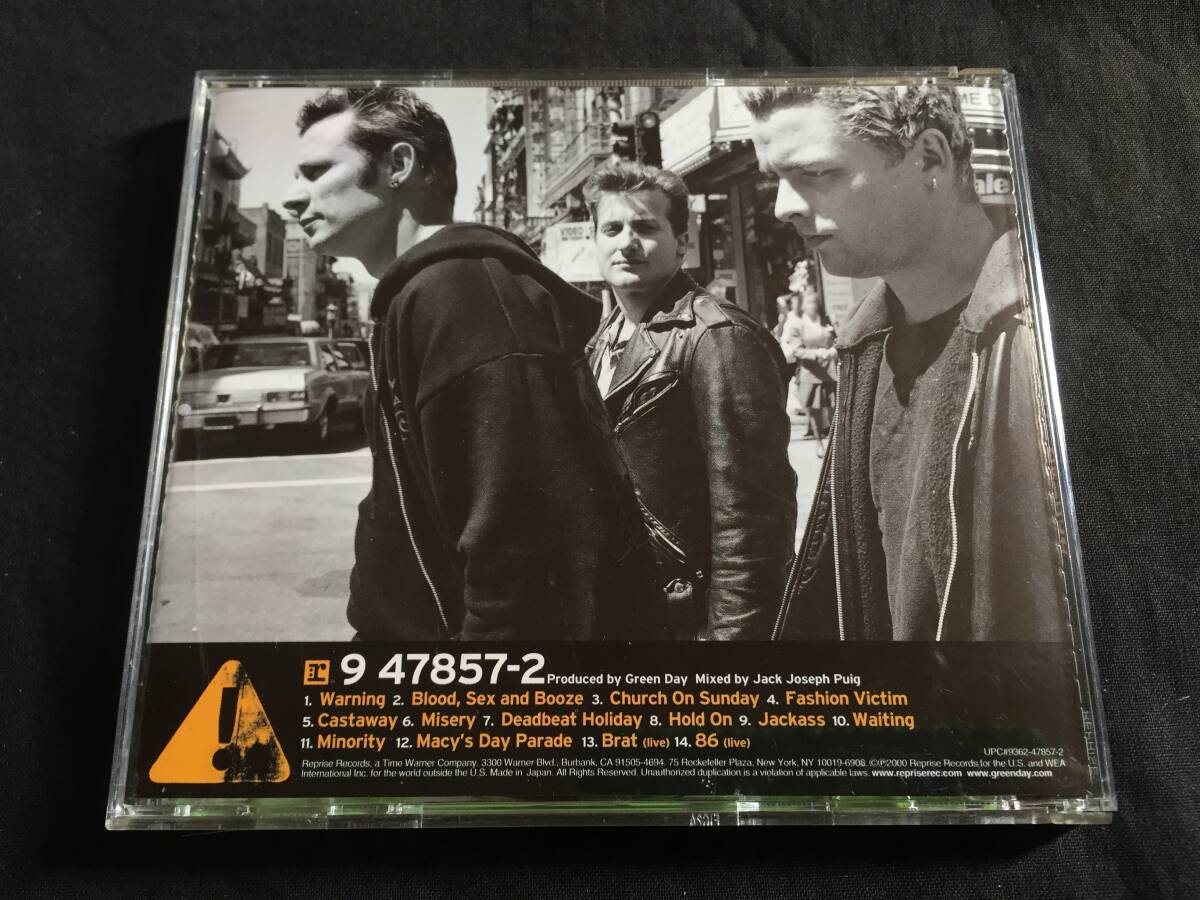 VIDEO
ME D
ale
r 9 47857-2 Produced by Green Day Mixed by Jack Joseph Puig
1. Warning 2. Blood, Sex and Booze 3. Church On Sunday 4. Fashion Victim
5. Castaway 6. Misery 7. Deadbeat Holiday 8. Hold On 9. Jackass 10. Waiting
11. Minority 12. Macy's Day Parade 13. Brat (live) 14. 86 (live)
UPC#9362-47857-2
Reprise Records, a Time Warner Company. 3300 Warner Blvd., Burbank, CA 91505-4694. 75 Rockefeller Plaza, New York, NY 10019-6908. ©℗2000 Reprise Records for the U.S. and WEA
International Inc. for the world outside the U.S. Made in Japan. All Rights Reserved. Unauthorized duplication is a violation of applicable laws. www.repriserec.com www.greenday.com